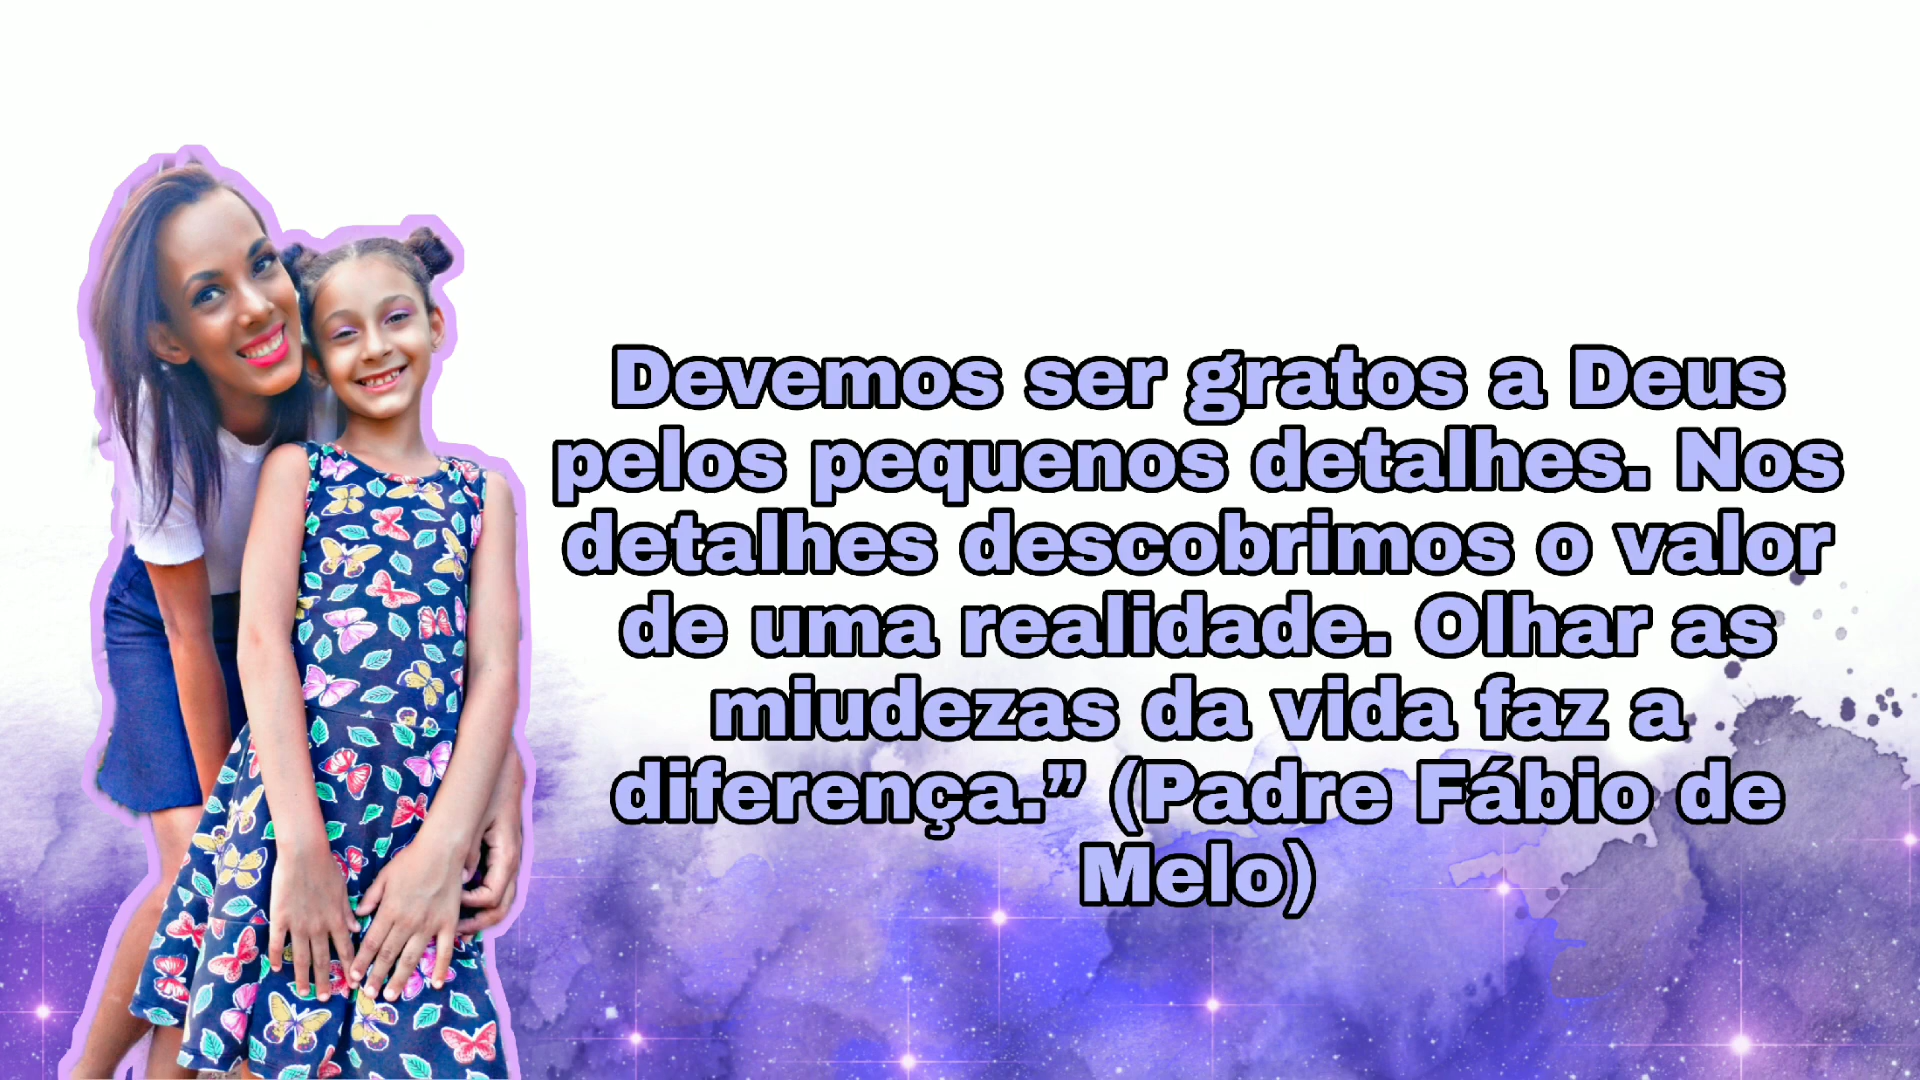 Devemos ser gratos a Deus
pelos pequenos detalhes. Nos
detalhes descobrimos o valor
de uma realidade. Olhar as
miudezas da vida faz a
diferença.” (Padre Fábio de
Melo)